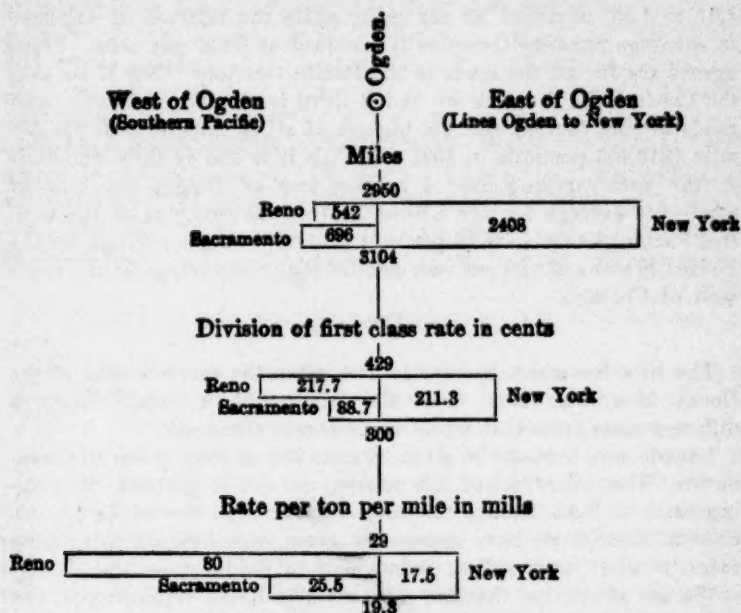 Ogden
West of Ogden
(Southern Pacific)
East of Ogden
(Lines Ogden to New York)
Miles
2950
Reno 542
2408 New York
Sacramento 696
3104
Division of first class rate in cents
429
Reno 217.7
211.3 New York
Sacramento 88.7
300
Rate per ton per mile in mills
29
Reno 80
17.5 New York
Sacramento 25.5
19.3